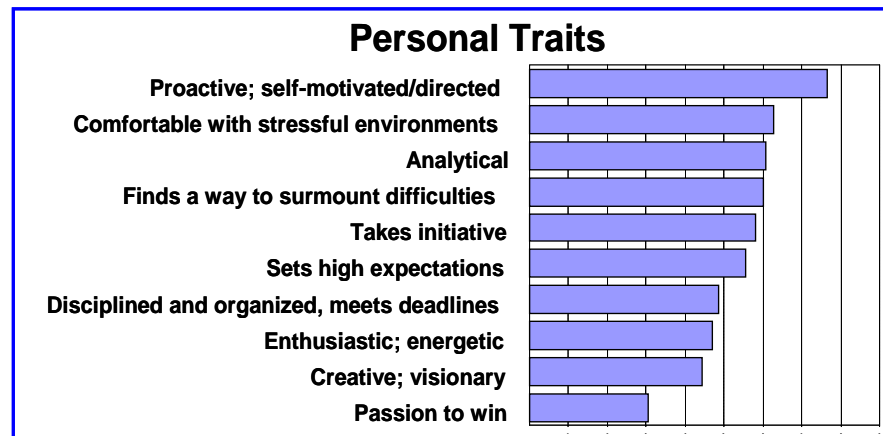 Personal Traits
Proactive; self-motivated/directed
Comfortable with stressful environments
Analytical
Finds a way to surmount difficulties
Takes initiative
Sets high expectations
Disciplined and organized, meets deadlines
Enthusiastic; energetic
Creative; visionary
Passion to win